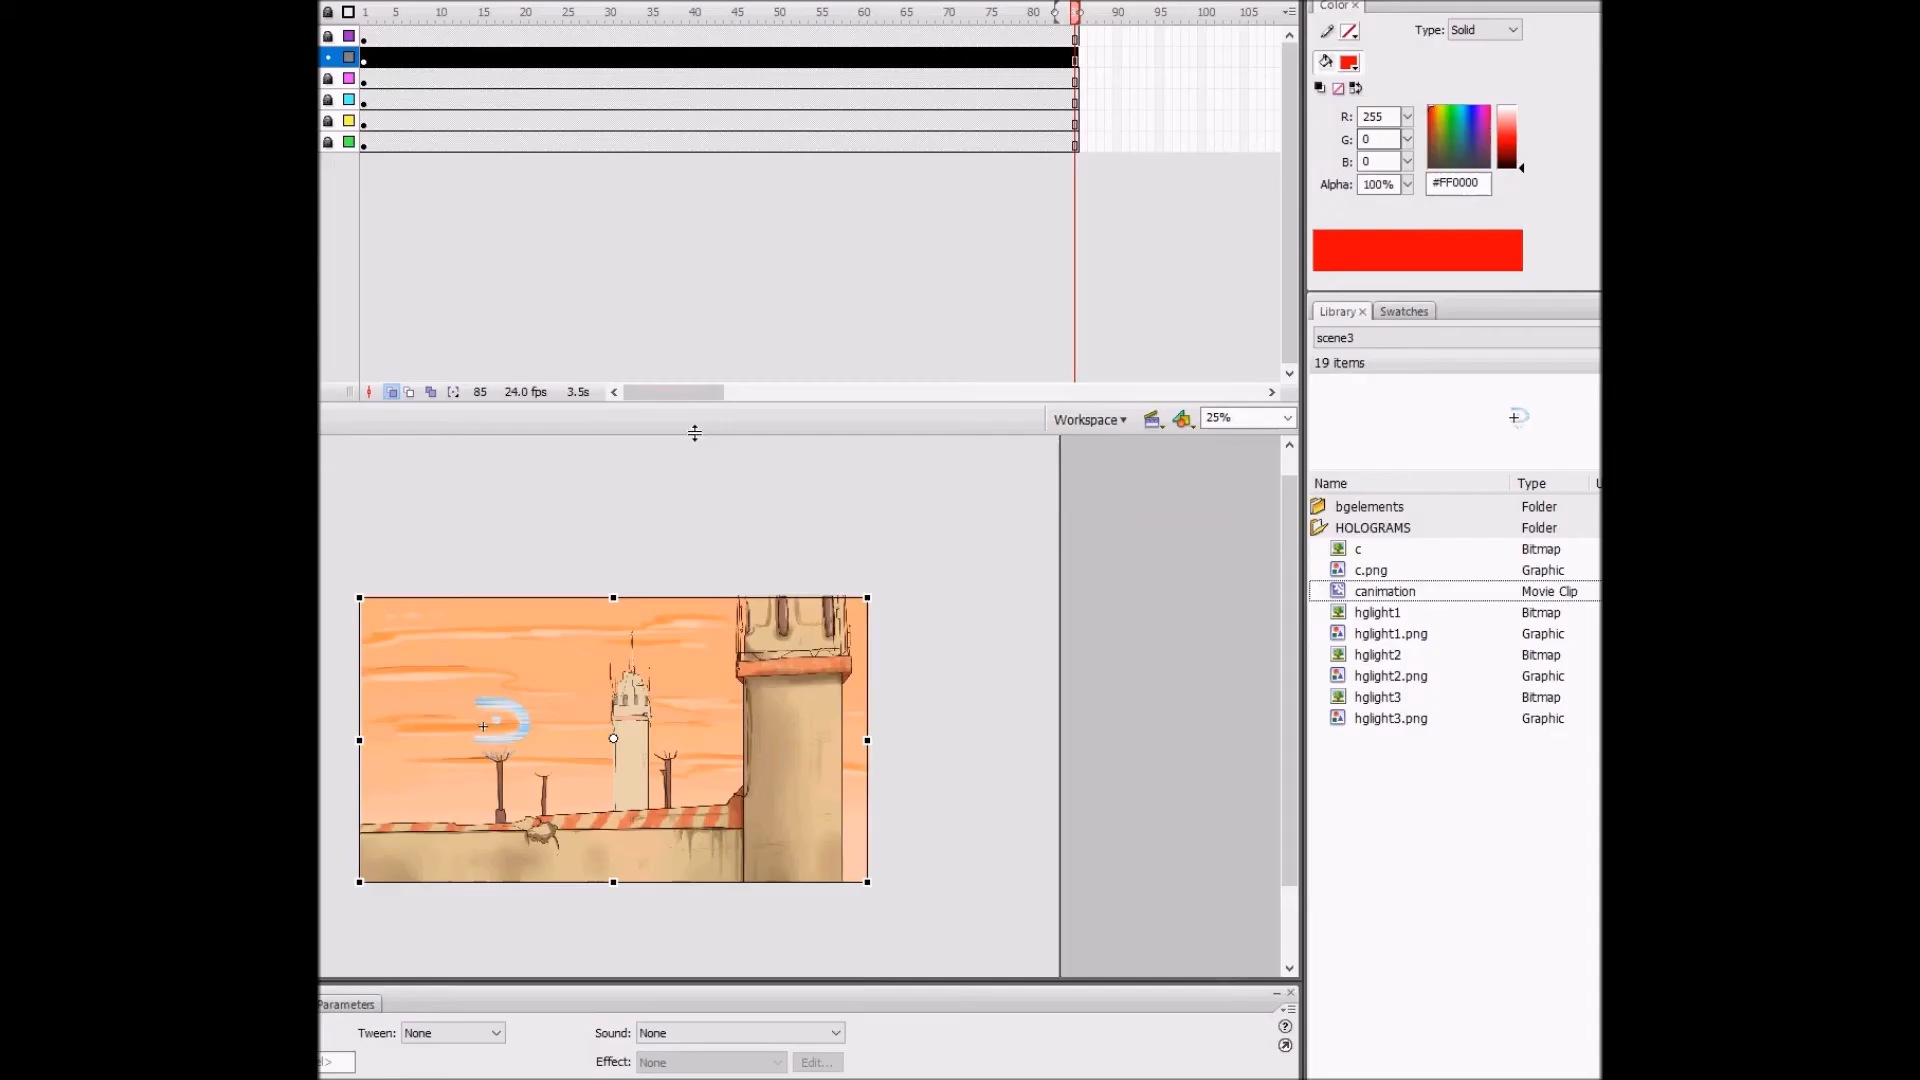 1 5 10 15 20 25 30 35 40 45 50 55 60 65 70 75 80 90 95 100 105
85 24.0 fps 3.5s
Workspace 25%
Color
Type: Solid
R: 255
G: 0
B: 0
Alpha: 100% #FF0000
Library Swatches
scene3
19 items
Name Type
bgelements Folder
HOLOGRAMS Folder
c Bitmap
c.png Graphic
canimation Movie Clip
hglight1 Bitmap
hglight1.png Graphic
hglight2 Bitmap
hglight2.png Graphic
hglight3 Bitmap
hglight3.png Graphic
Parameters
Tween: None Sound: None
Effect: None Edit...